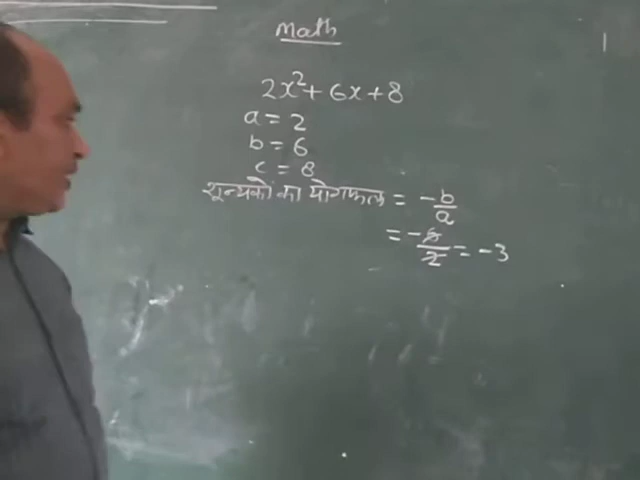 Math
2x²+6x+8
a = 2
b = 6
c = 8
शून्यकों का योगफल = -b/a
= -6/2 = -3